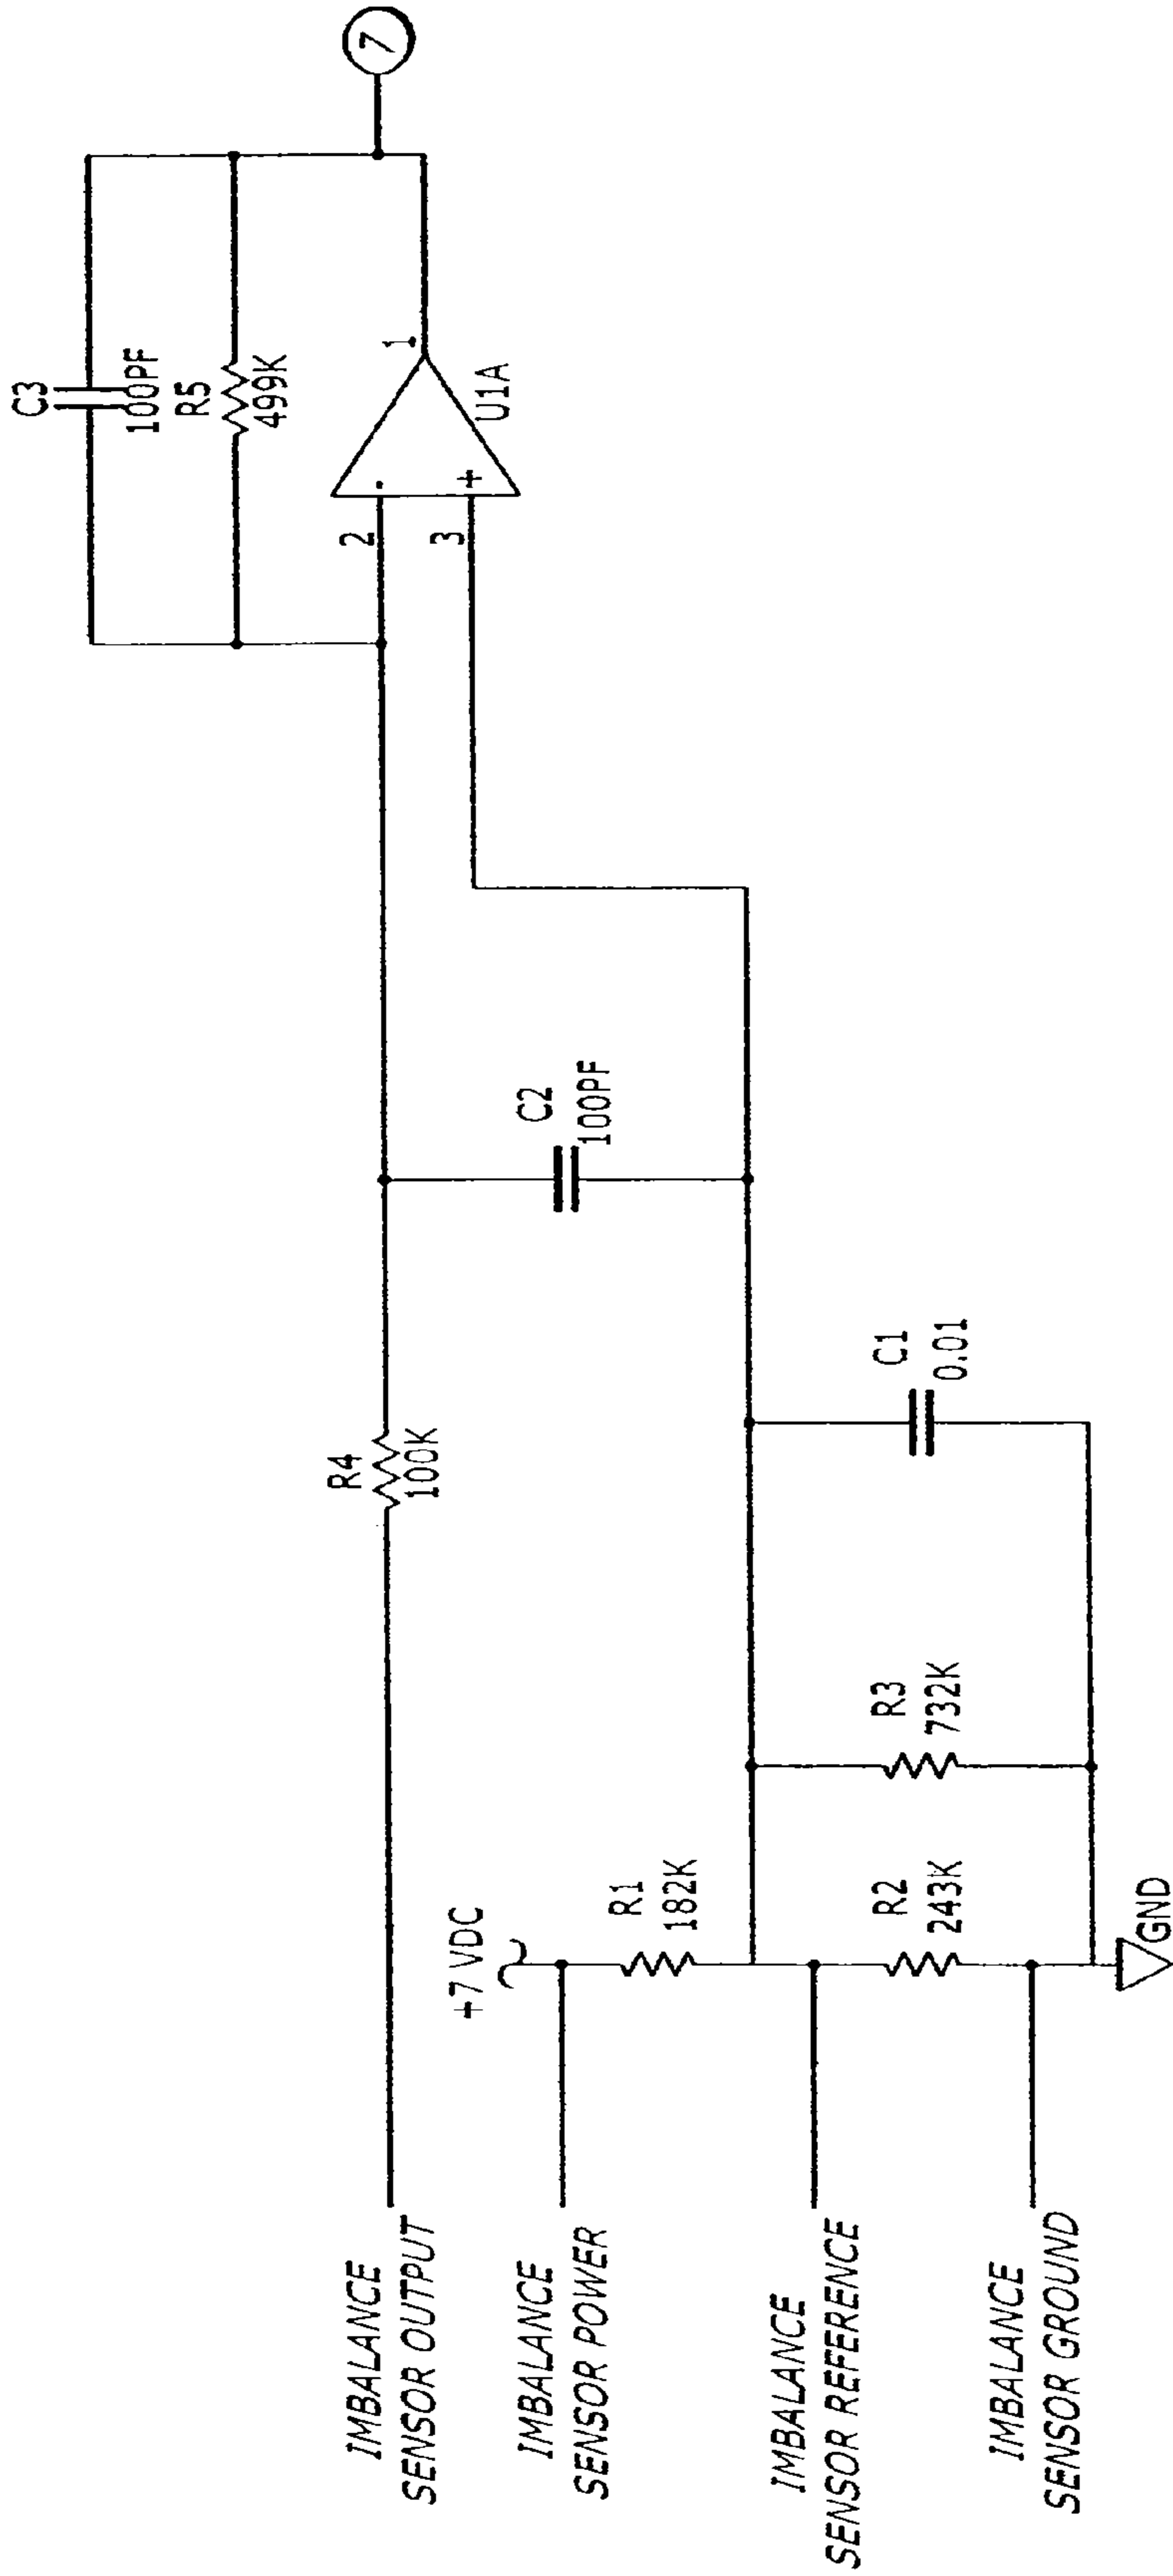 C3
100PF
R5
499K
7
2
-
1
3
+
U1A
R4
100K
C2
100PF
IMBALANCE
SENSOR OUTPUT
+7 VDC
IMBALANCE
SENSOR POWER
R1
182K
IMBALANCE
SENSOR REFERENCE
R2
243K
R3
732K
C1
0.01
IMBALANCE
SENSOR GROUND
GND